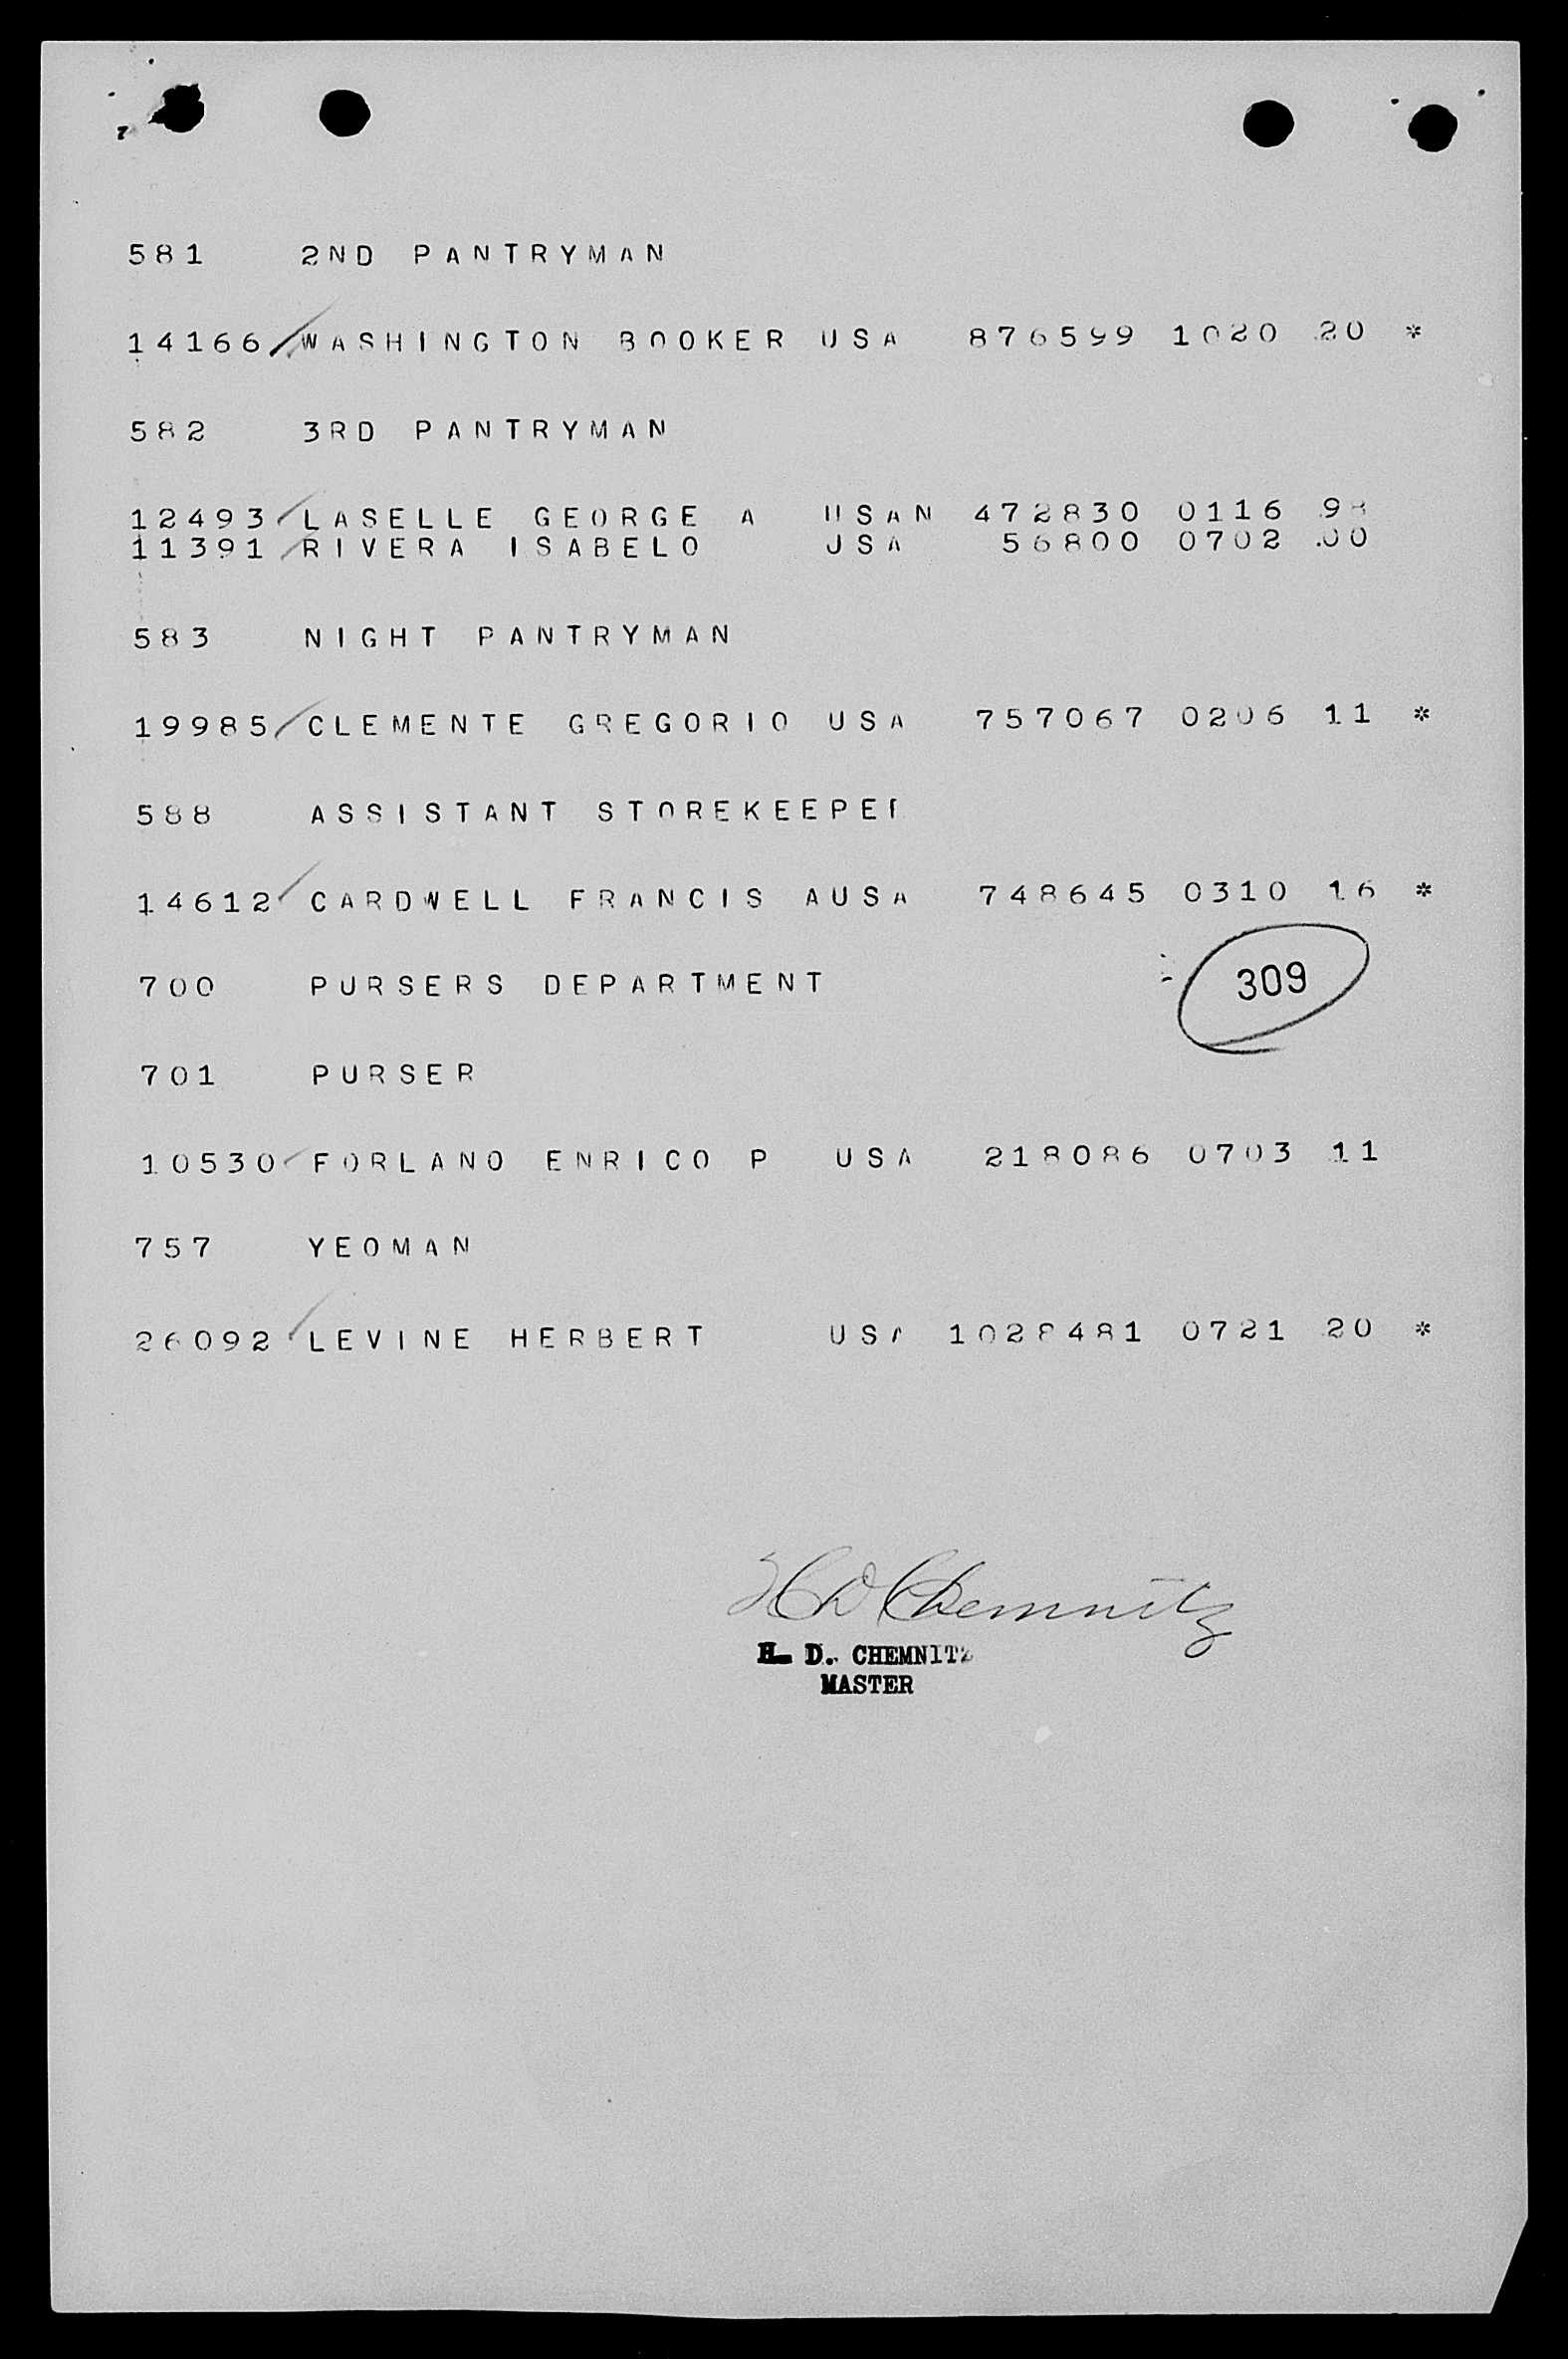 581 2ND PANTRYMAN
14166 WASHINGTON BOOKER USA 876599 1020 20 *
582 3RD PANTRYMAN
12493 LASELLE GEORGE A USAN 472830 0116 98
11391 RIVERA ISABELO USA 56800 0702 .00
583 NIGHT PANTRYMAN
19985 CLEMENTE GREGORIO USA 757067 0206 11 *
588 ASSISTANT STOREKEEPER
14612 CARDWELL FRANCIS AUSA 748645 0310 16 *
700 PURSERS DEPARTMENT 309
701 PURSER
10530 FORLANO ENRICO P USA 218086 0703 11
757 YEOMAN
26092 LEVINE HERBERT USA 1028481 0721 20 *
H D Chemnitz
H. D. CHEMNITZ
MASTER